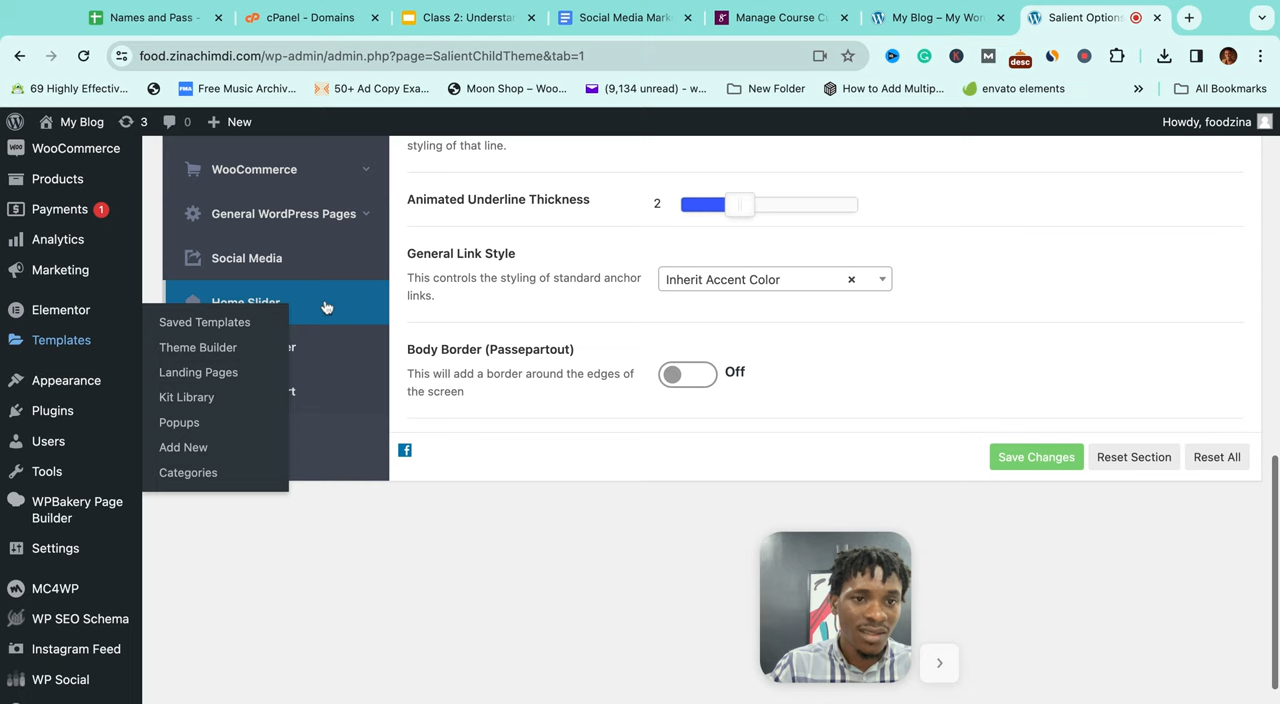 Names and Pass -
cPanel - Domains
Class 2: Understa
Social Media Mark
Manage Course Cu
My Blog – My Wor
Salient Options
food.zinachimdi.com/wp-admin/admin.php?page=SalientChildTheme&tab=1
desc
69 Highly Effectiv...
FMA Free Music Archiv...
50+ Ad Copy Exa...
Moon Shop – Woo...
(9,134 unread) - w...
New Folder
How to Add Multip...
envato elements
»
All Bookmarks
My Blog
3
0
+ New
Howdy, foodzina
WooCommerce
Products
Payments 1
Analytics
Marketing
Elementor
Templates
Appearance
Plugins
Users
Tools
WPBakery Page
Builder
Settings
MC4WP
WP SEO Schema
Instagram Feed
WP Social
Saved Templates
Theme Builder
Landing Pages
Kit Library
Popups
Add New
Categories
WooCommerce
General WordPress Pages
Social Media
Home Slider
er
rt
styling of that line.
Animated Underline Thickness
2
General Link Style
This controls the styling of standard anchor
links.
Inherit Accent Color
Body Border (Passepartout)
This will add a border around the edges of
the screen
Off
Save Changes
Reset Section
Reset All